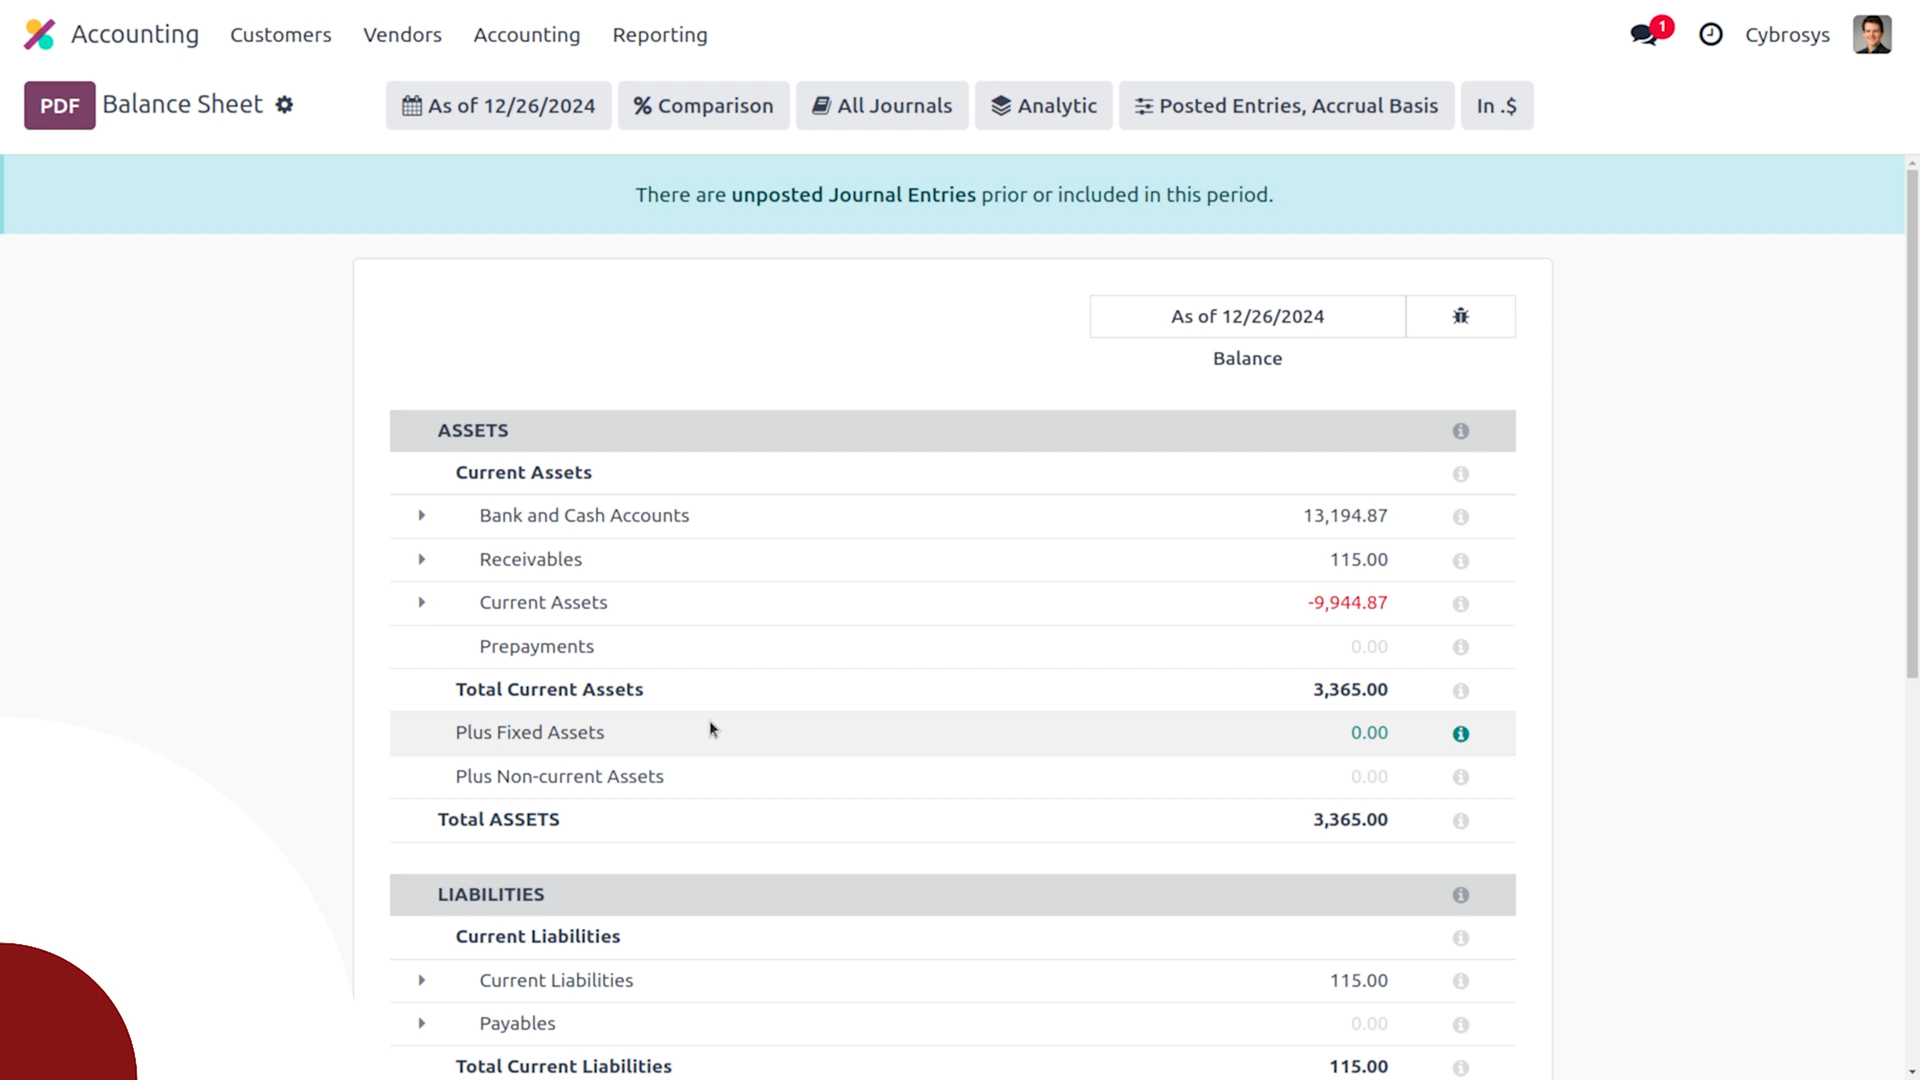 Accounting Customers Vendors Accounting Reporting 1 Cybrosys
PDF Balance Sheet As of 12/26/2024 % Comparison All Journals Analytic Posted Entries, Accrual Basis In .$
There are unposted Journal Entries prior or included in this period.
As of 12/26/2024
Balance
ASSETS
Current Assets
Bank and Cash Accounts 13,194.87
Receivables 115.00
Current Assets -9,944.87
Prepayments 0.00
Total Current Assets 3,365.00
Plus Fixed Assets 0.00
Plus Non-current Assets 0.00
Total ASSETS 3,365.00
LIABILITIES
Current Liabilities
Current Liabilities 115.00
Payables 0.00
Total Current Liabilities 115.00